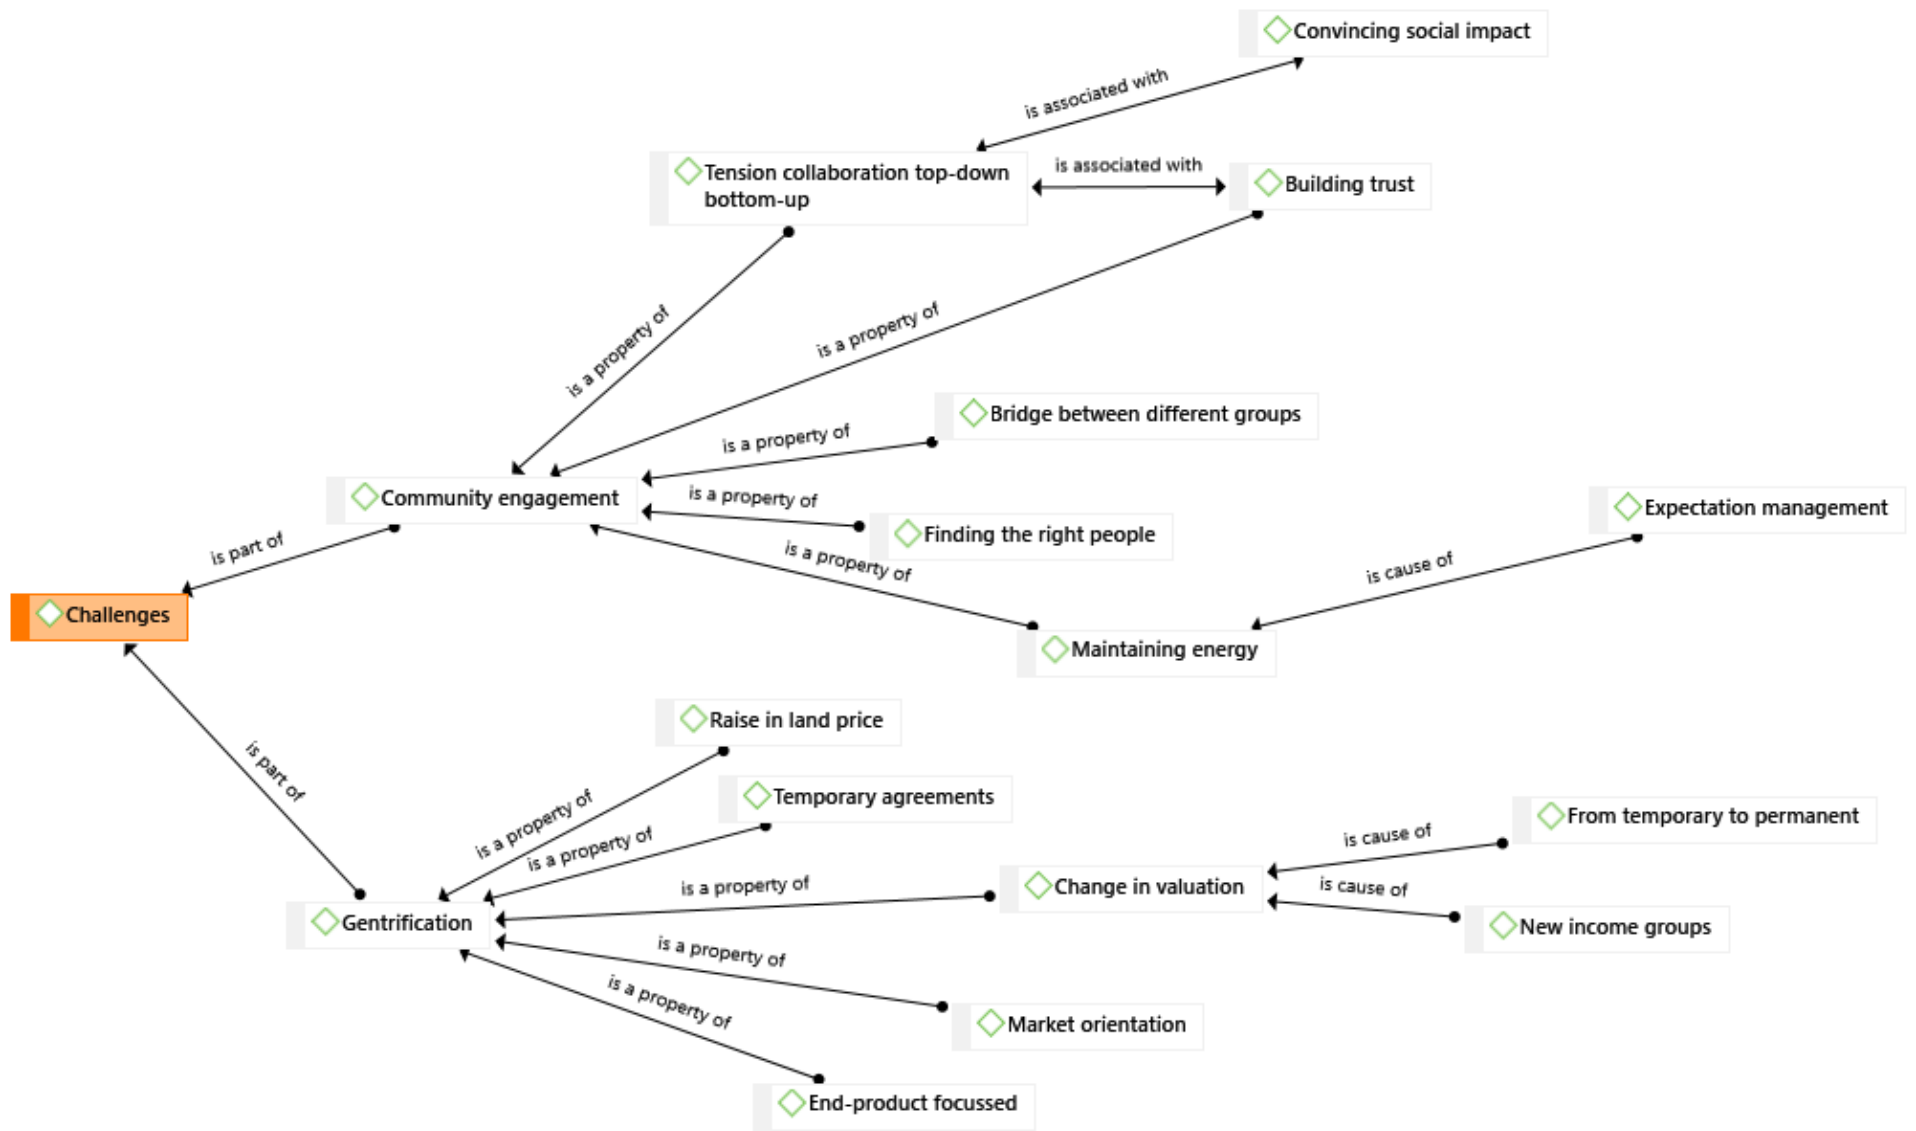 Convincing social impact
is associated with
Tension collaboration top-down
bottom-up
is associated with
Building trust
is a property of
is a property of
Bridge between different groups
is a property of
Community engagement
is a property of
Finding the right people
Expectation management
is part of
is a property of
is cause of
Challenges
Maintaining energy
Raise in land price
is part of
Temporary agreements
is a property of
is a property of
From temporary to permanent
is cause of
is a property of
Change in valuation
is cause of
Gentrification
New income groups
is a property of
is a property of
Market orientation
End-product focussed